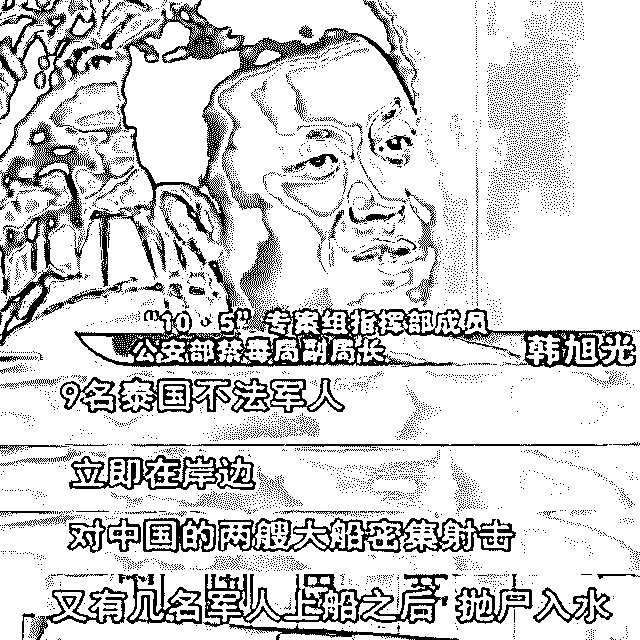 “10·5”专案组指挥部成员
公安部禁毒局副局长
韩旭光
9名泰国不法军人
立即在岸边
对中国的两艘大船密集射击
又有几名军人上船之后 抛尸入水